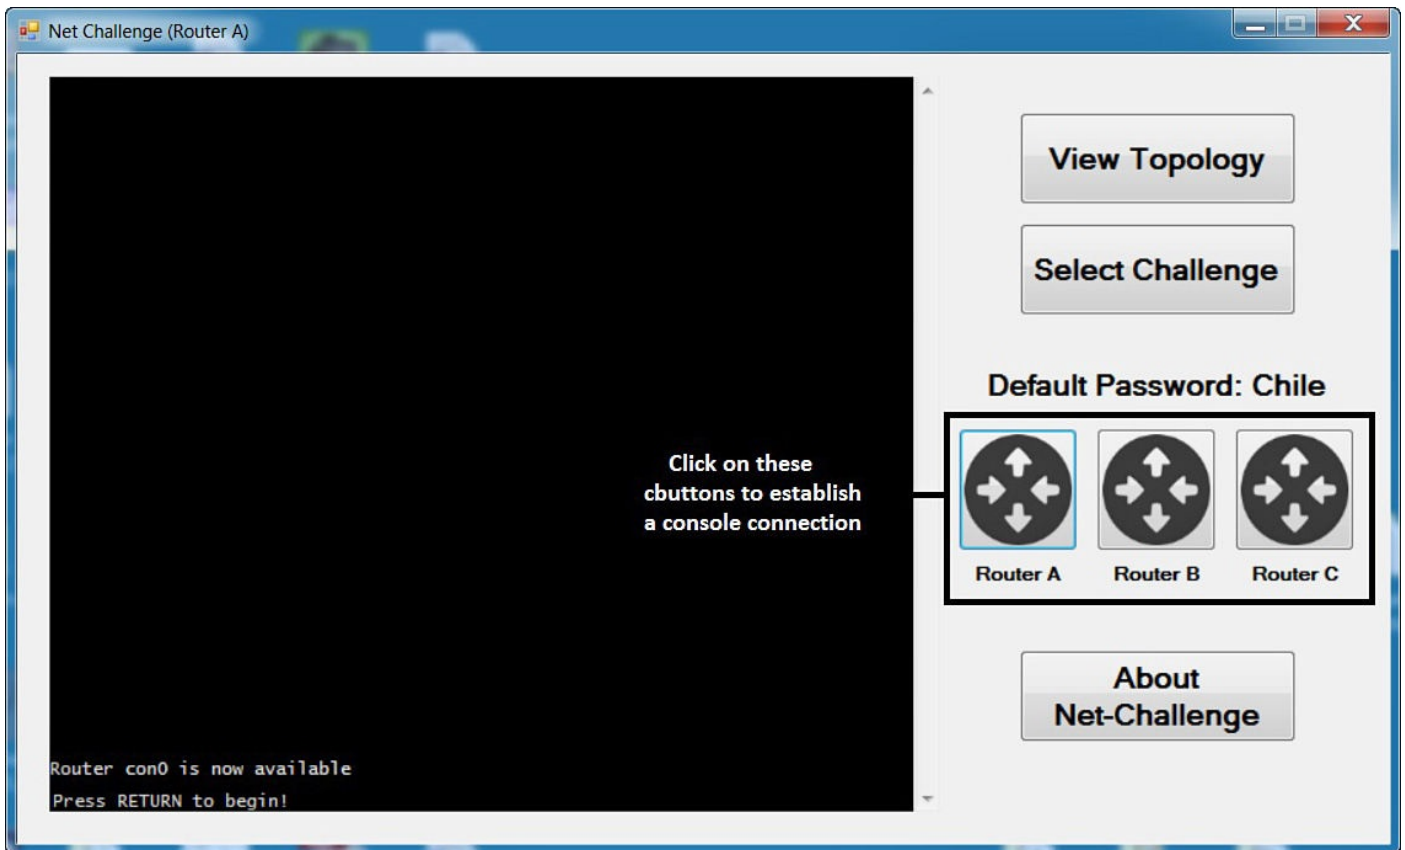 Net Challenge (Router A)
View Topology
Select Challenge
Default Password: Chile
Click on these
cbuttons to establish
a console connection
Router A
Router B
Router C
About
Net-Challenge
Router con0 is now available
Press RETURN to begin!